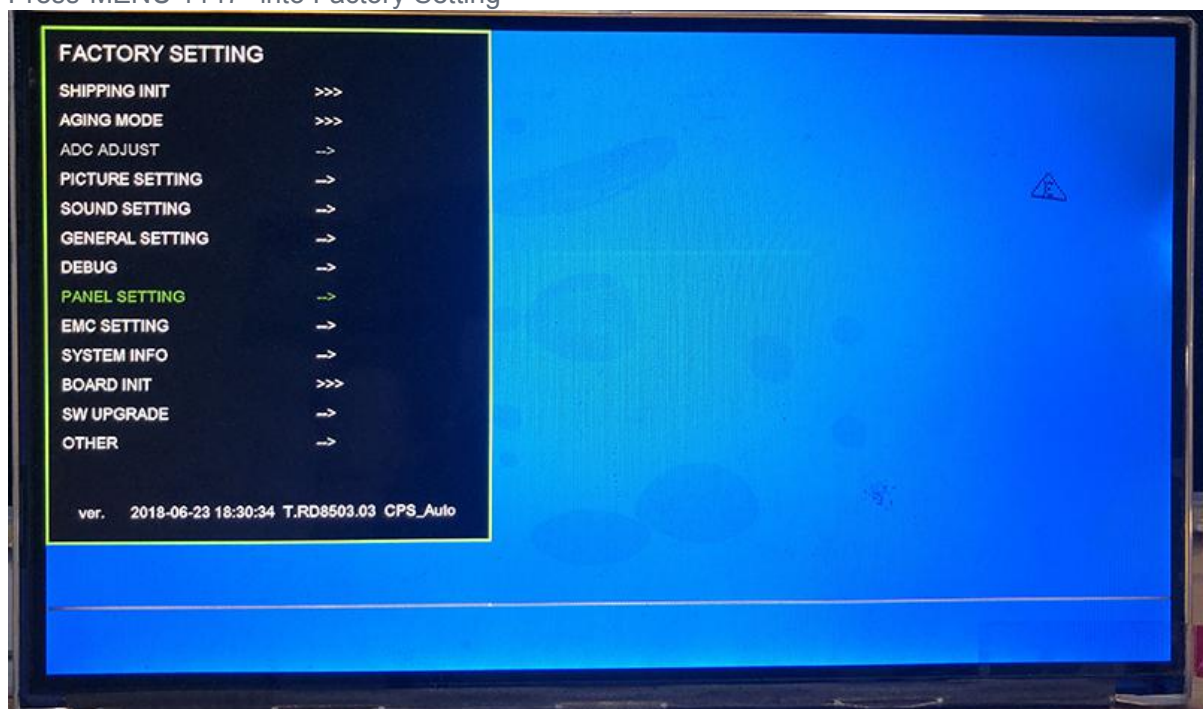 FACTORY SETTING
SHIPPING INIT >>>
AGING MODE >>>
ADC ADJUST -->
PICTURE SETTING -->
SOUND SETTING -->
GENERAL SETTING -->
DEBUG -->
PANEL SETTING -->
EMC SETTING -->
SYSTEM INFO -->
BOARD INIT >>>
SW UPGRADE -->
OTHER -->
ver. 2018-06-23 18:30:34 T.RD8503.03 CPS_Aulo